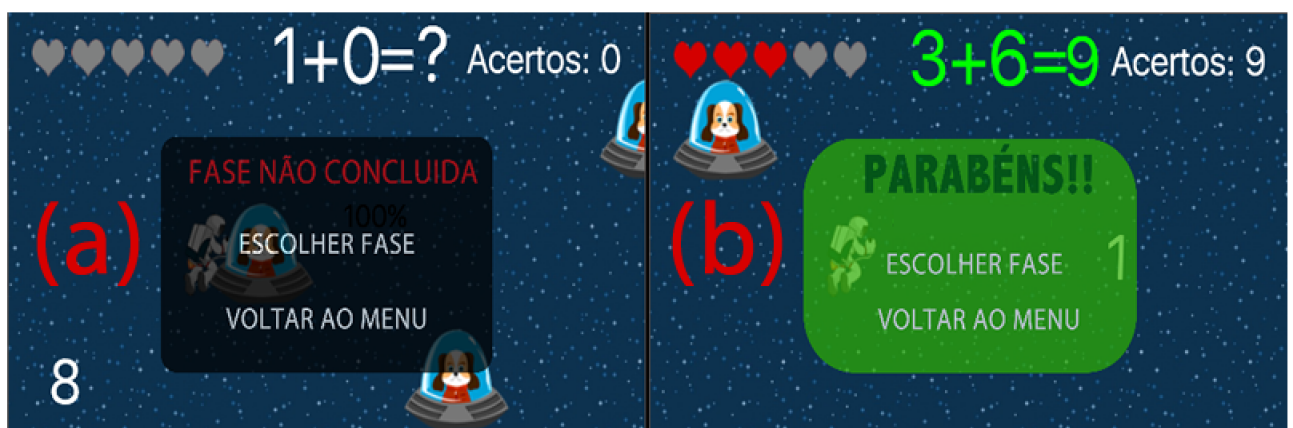 1+0=? Acertos: 0
FASE NÃO CONCLUIDA
100%
(a)
ESCOLHER FASE
VOLTAR AO MENU
8
3+6=9 Acertos: 9
PARABÉNS!!
(b)
ESCOLHER FASE 1
VOLTAR AO MENU